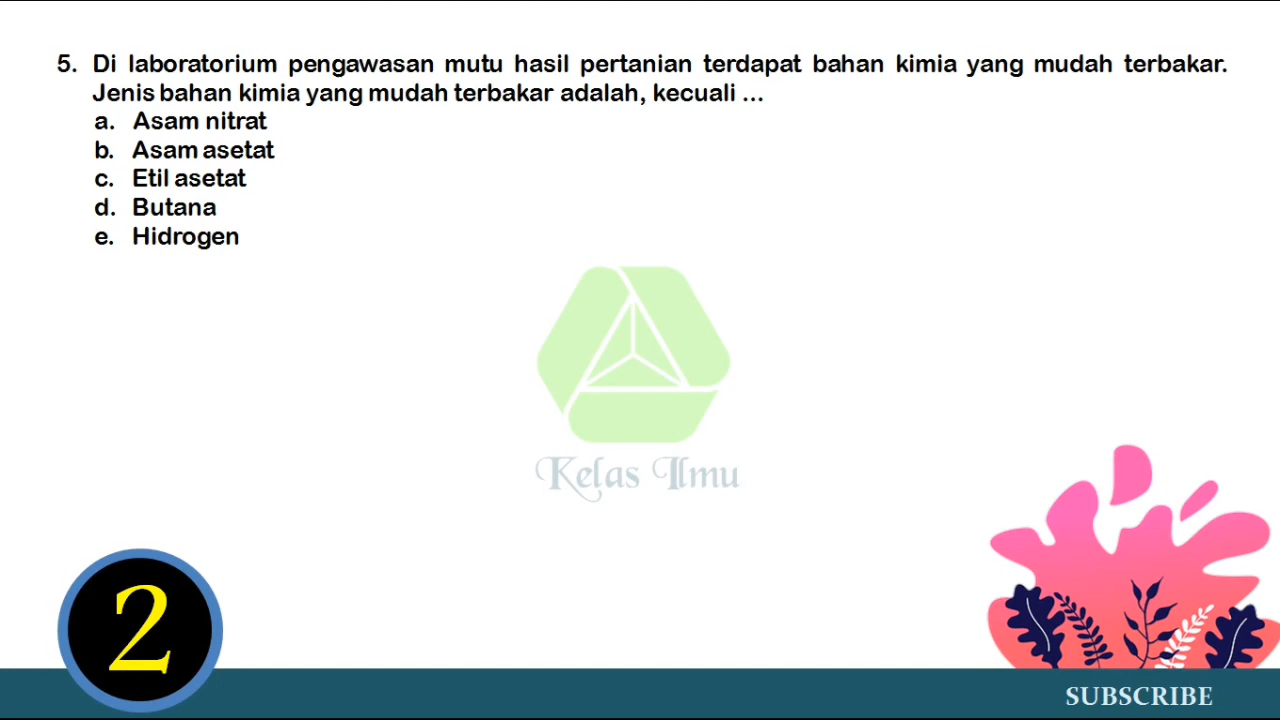 5. Di laboratorium pengawasan mutu hasil pertanian terdapat bahan kimia yang mudah terbakar.
Jenis bahan kimia yang mudah terbakar adalah, kecuali ...
a. Asam nitrat
b. Asam asetat
c. Etil asetat
d. Butana
e. Hidrogen
Kelas Ilmu
2
SUBSCRIBE